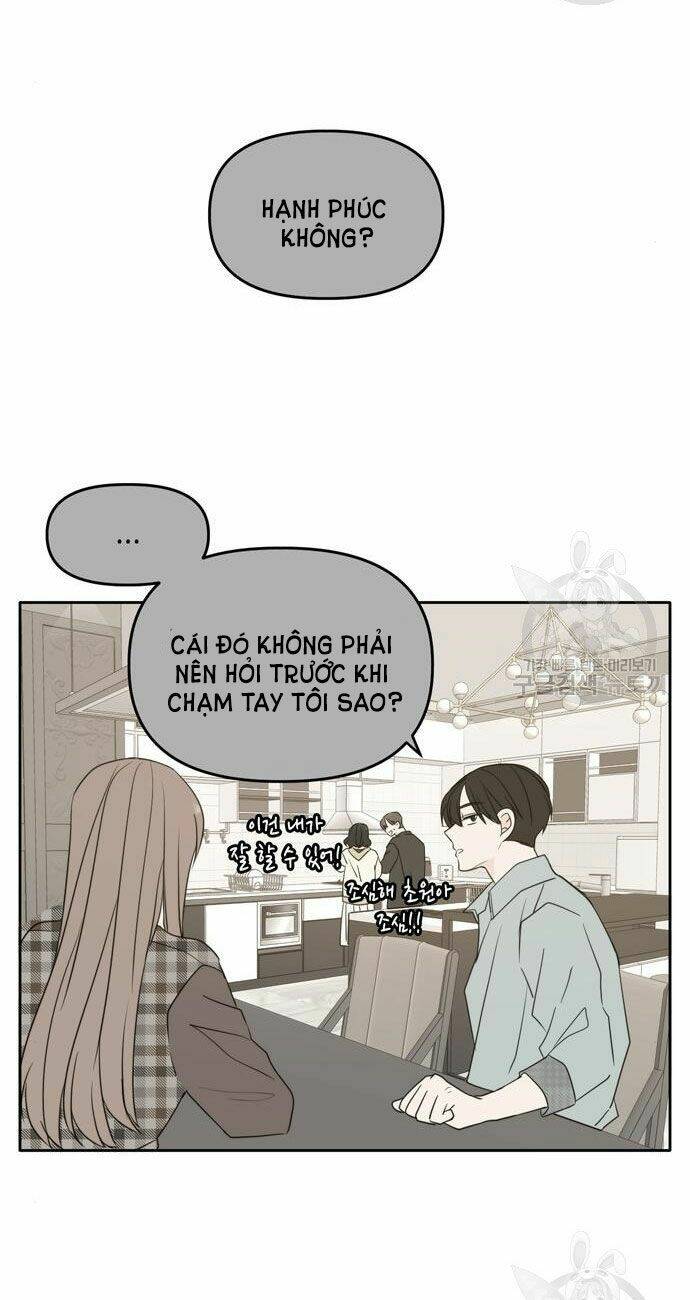 HẠNH PHÚC
KHÔNG?
...
CÁI ĐÓ KHÔNG PHẢI
NÊN HỎI TRƯỚC KHI
CHẠM TAY TÔI SAO?
이건 내가
잘 할 수 있어!
조심해 초원아
조심!!